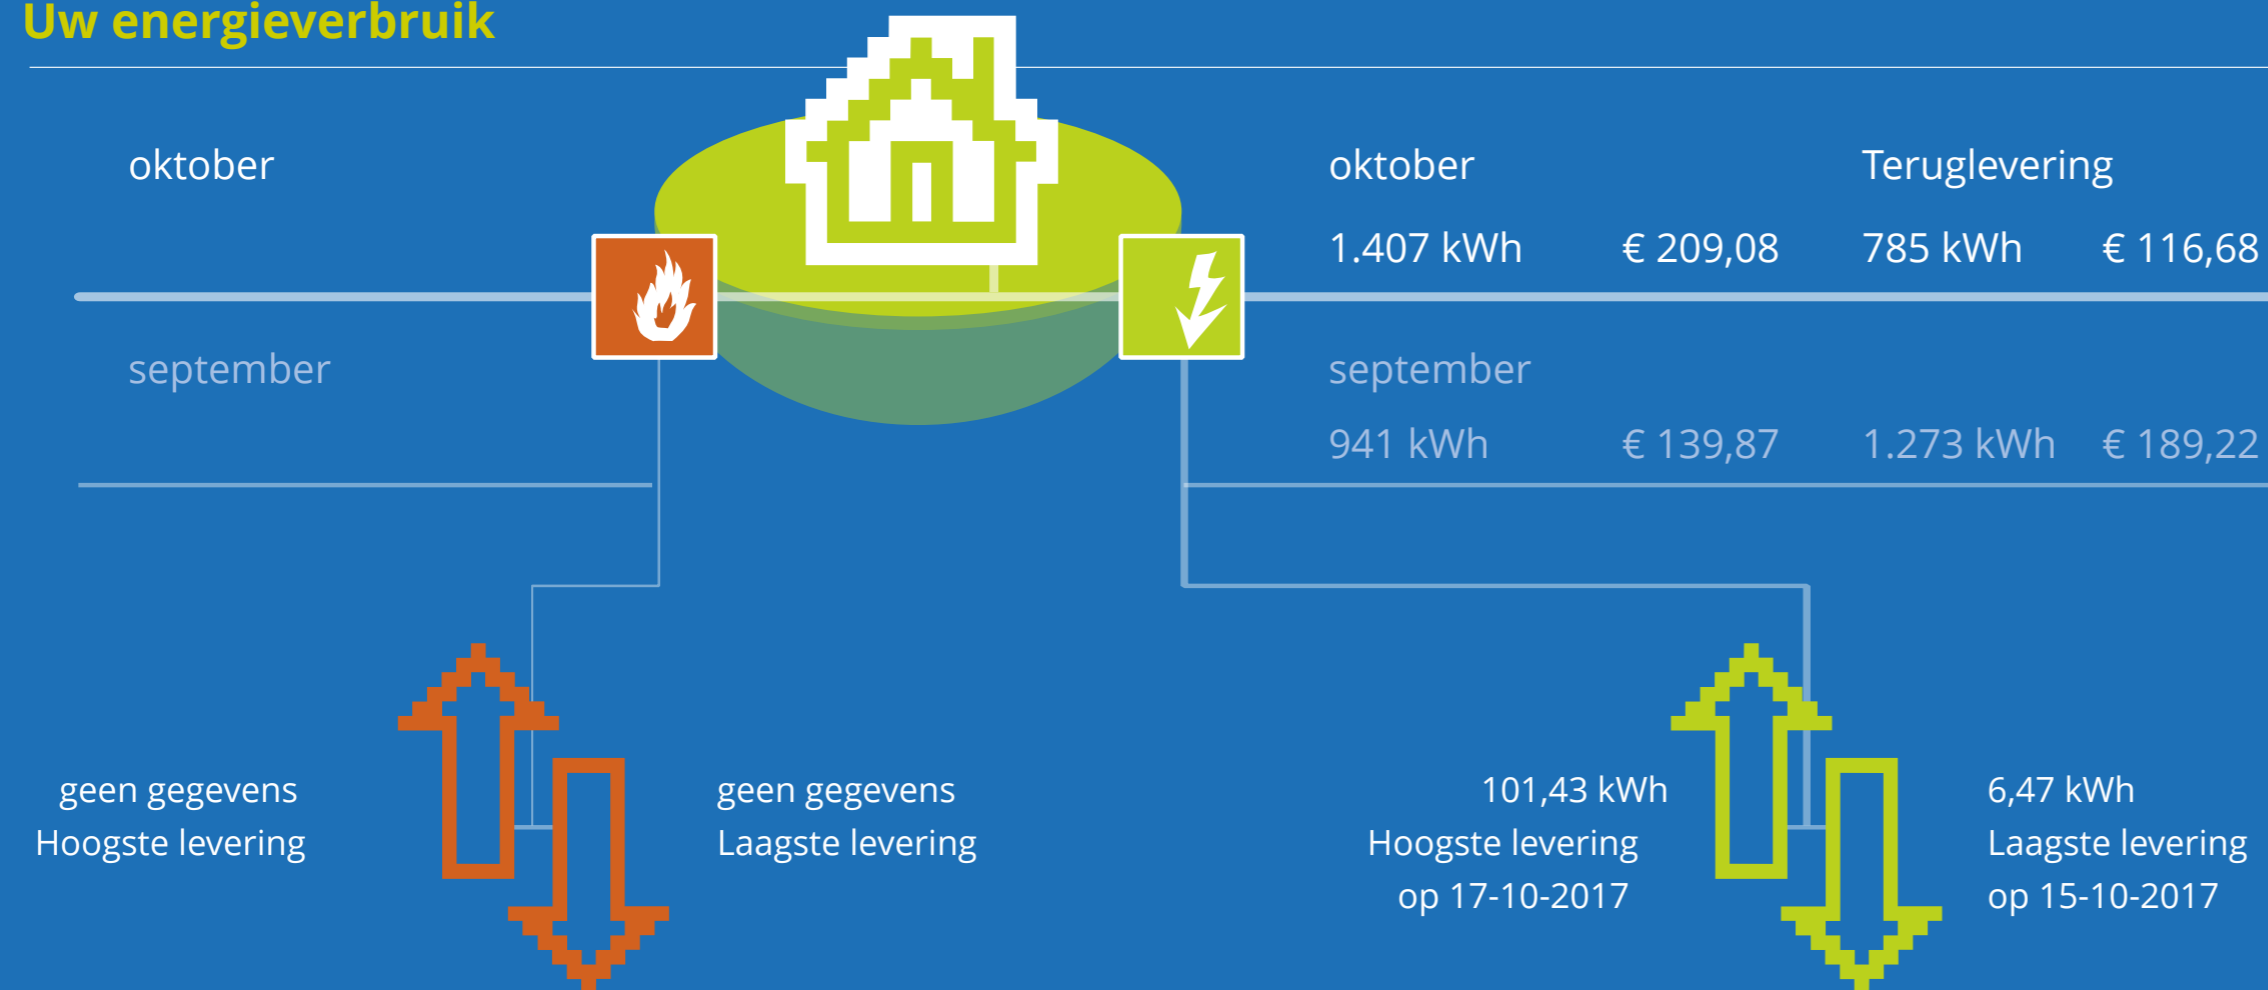 Uw energieverbruik
oktober
oktober
Teruglevering
1.407 kWh € 209,08 785 kWh € 116,68
september
september
941 kWh € 139,87 1.273 kWh € 189,22
geen gegevens
Hoogste levering
geen gegevens
Laagste levering
101,43 kWh
Hoogste levering
op 17-10-2017
6,47 kWh
Laagste levering
op 15-10-2017